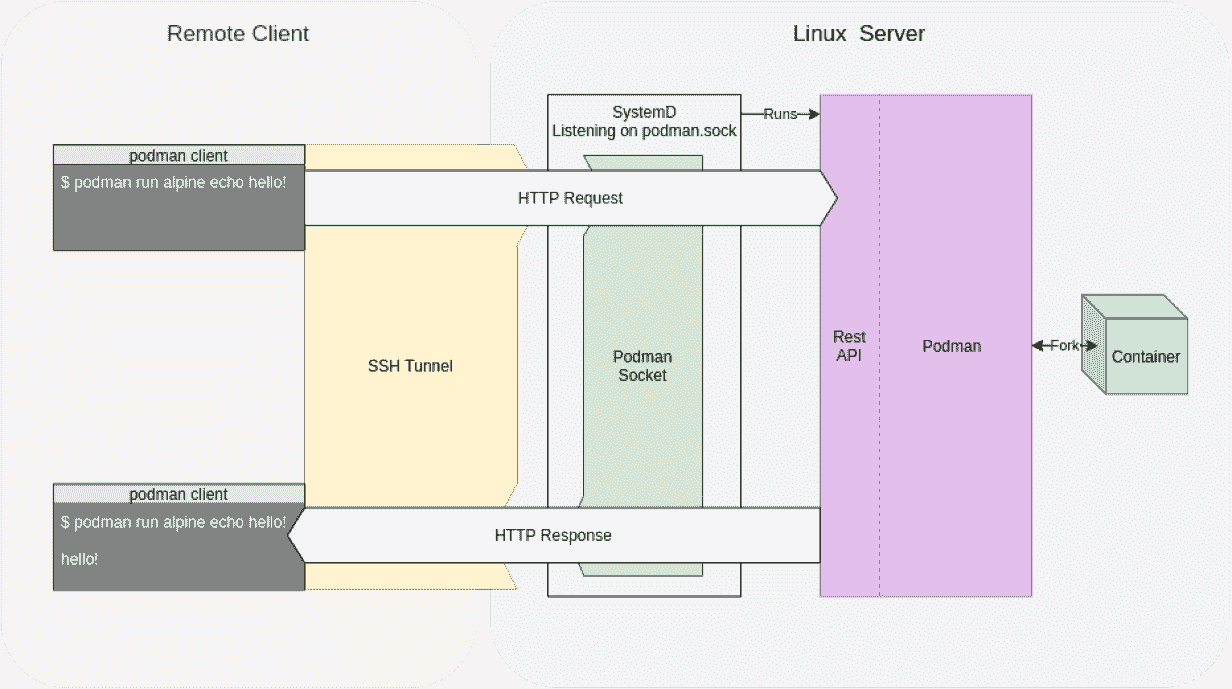 Remote Client
Linux Server
SystemD
Listening on podman.sock
Runs
podman client
$ podman run alpine echo hello!
HTTP Request
SSH Tunnel
Podman
Socket
Rest
API
Podman
Fork
Container
podman client
$ podman run alpine echo hello!
hello!
HTTP Response